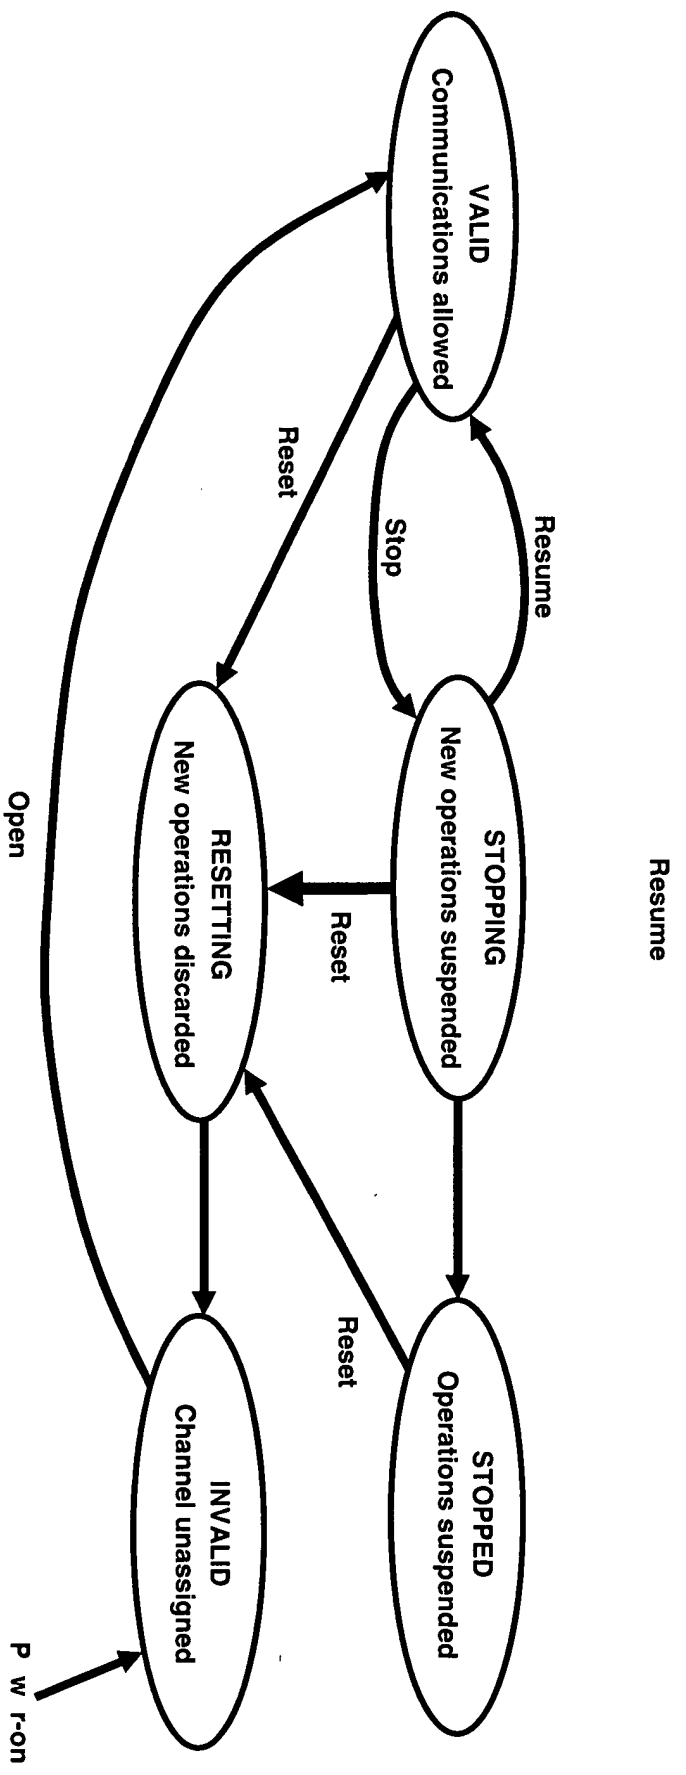 Resume
Resume
VALID
Communications allowed
Stop
STOPPING
New operations suspended
STOPPED
Operations suspended
Reset
Reset
Reset
RESETTING
New operations discarded
INVALID
Channel unassigned
Open
P w r-on